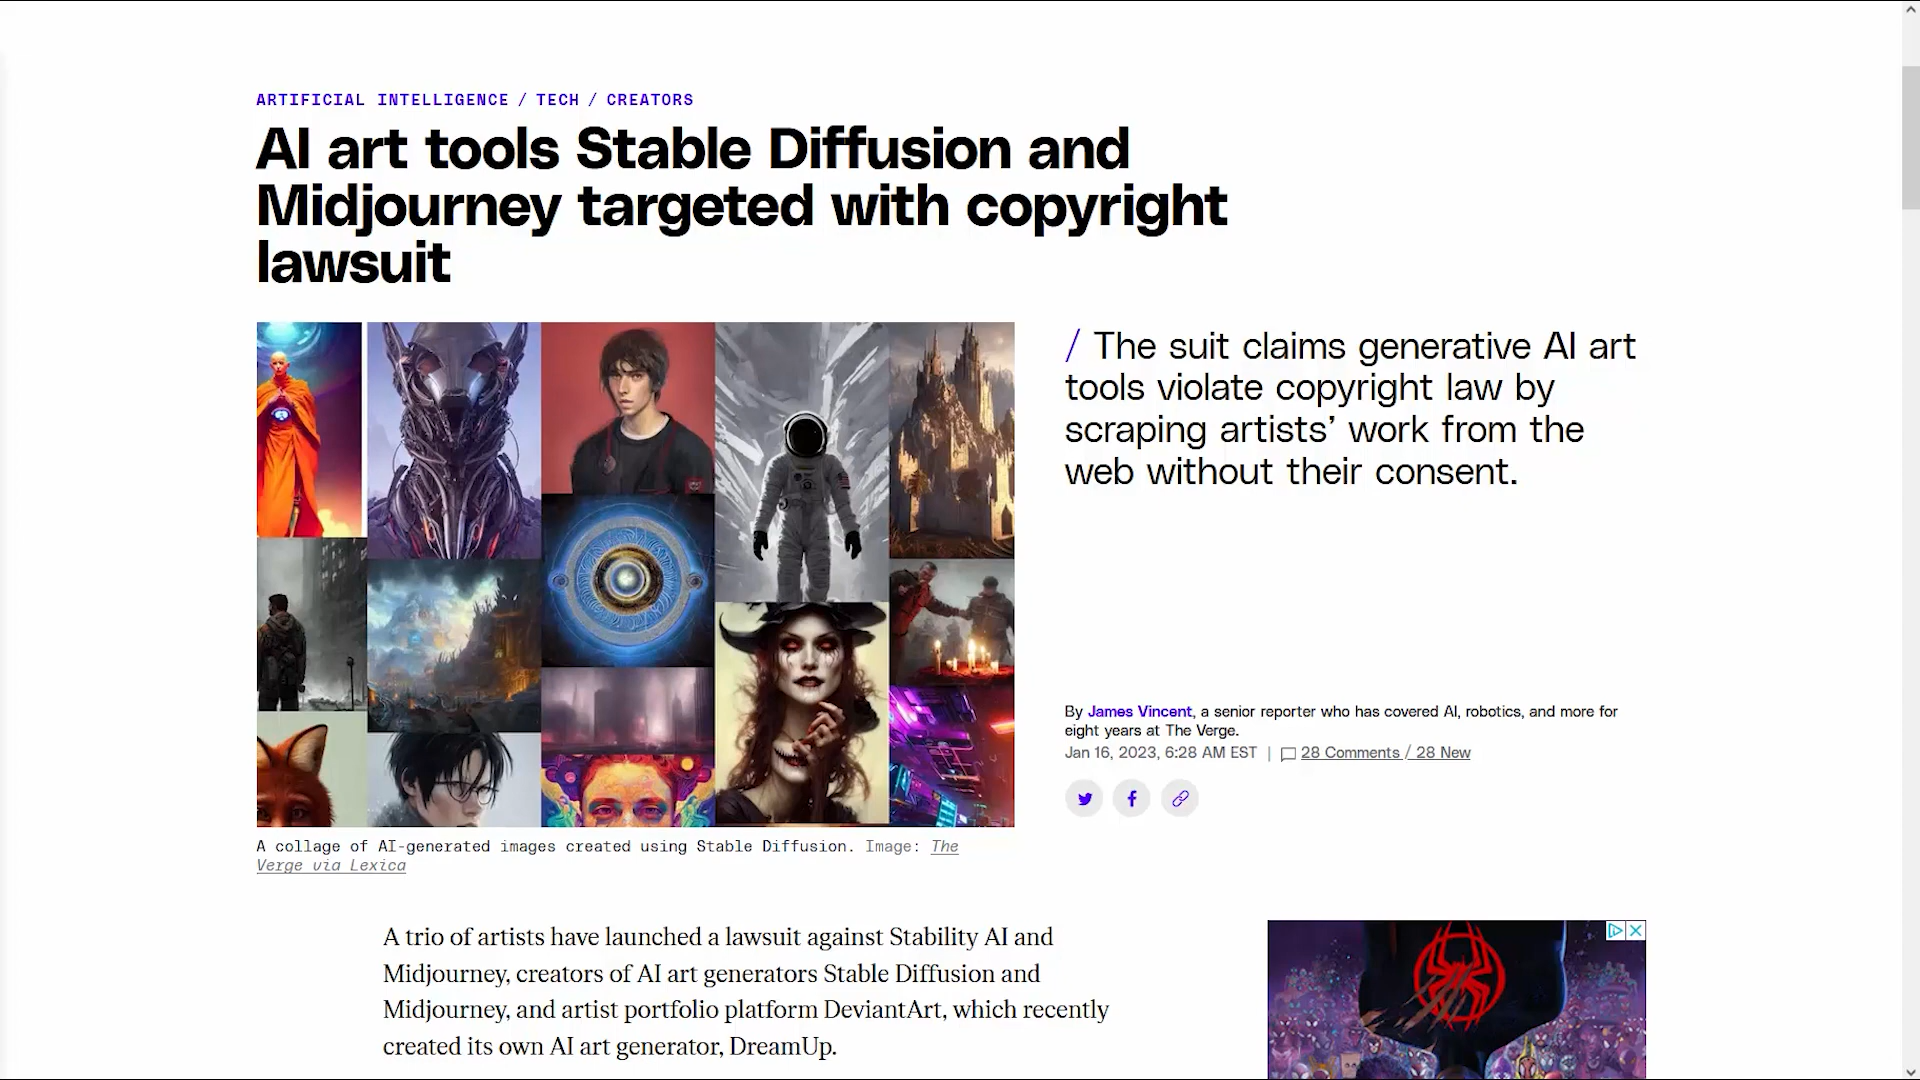 ARTIFICIAL INTELLIGENCE / TECH / CREATORS
AI art tools Stable Diffusion and
Midjourney targeted with copyright
lawsuit
/ The suit claims generative AI art
tools violate copyright law by
scraping artists’ work from the
web without their consent.
By James Vincent, a senior reporter who has covered AI, robotics, and more for
eight years at The Verge.
Jan 16, 2023, 6:28 AM EST | 28 Comments / 28 New
A collage of AI-generated images created using Stable Diffusion. Image: The
Verge via Lexica
A trio of artists have launched a lawsuit against Stability AI and
Midjourney, creators of AI art generators Stable Diffusion and
Midjourney, and artist portfolio platform DeviantArt, which recently
created its own AI art generator, DreamUp.